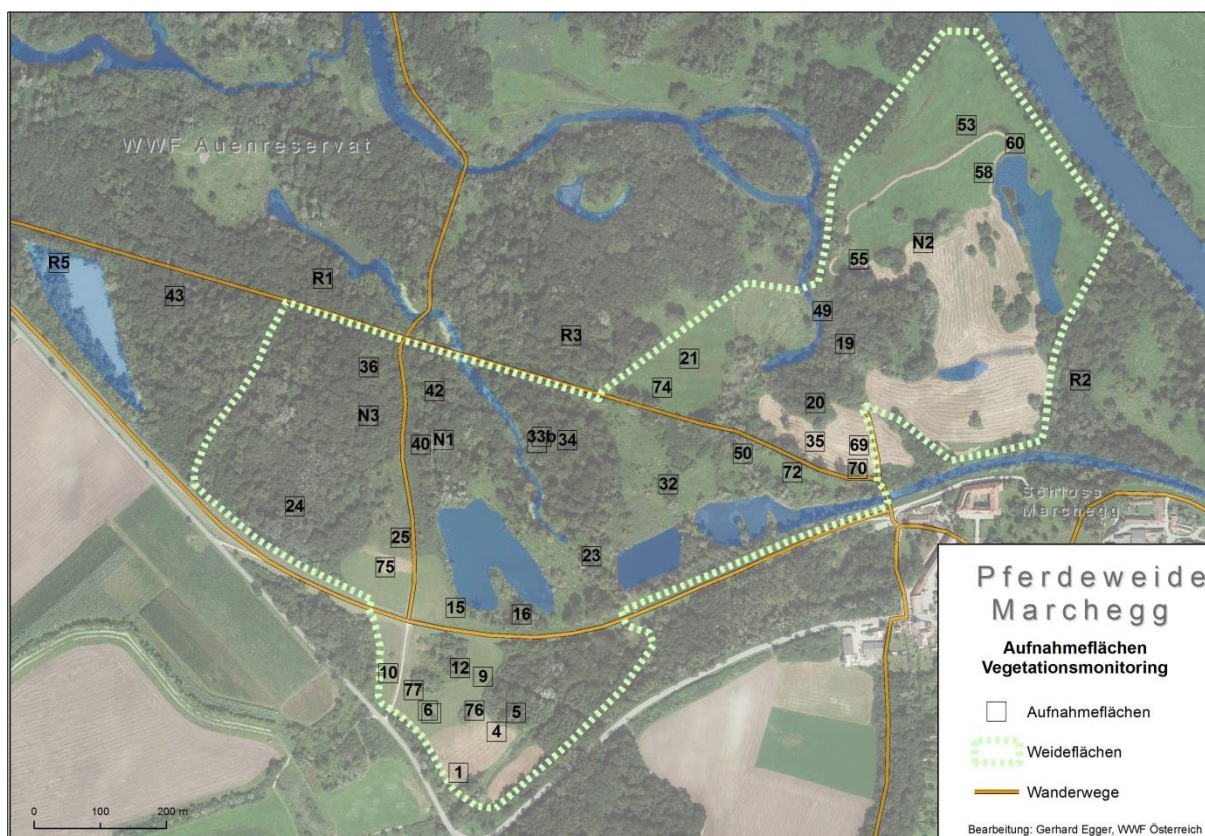 WWF Auenreservat
53
60
58
N2
55
R5
43
R1
49
R3
19
21
74
36
42
R2
N3
20
40
N1
33b
34
35
69
50
72
70
32
24
25
23
75
15
16
12
10
9
77
6
76
5
4
1
Schloss
Marchegg
0 100 200 m
Pferdeweide
Marchegg
Aufnahmeflächen
Vegetationsmonitoring
Aufnahmeflächen
Weideflächen
Wanderwege
Bearbeitung: Gerhard Egger, WWF Österreich